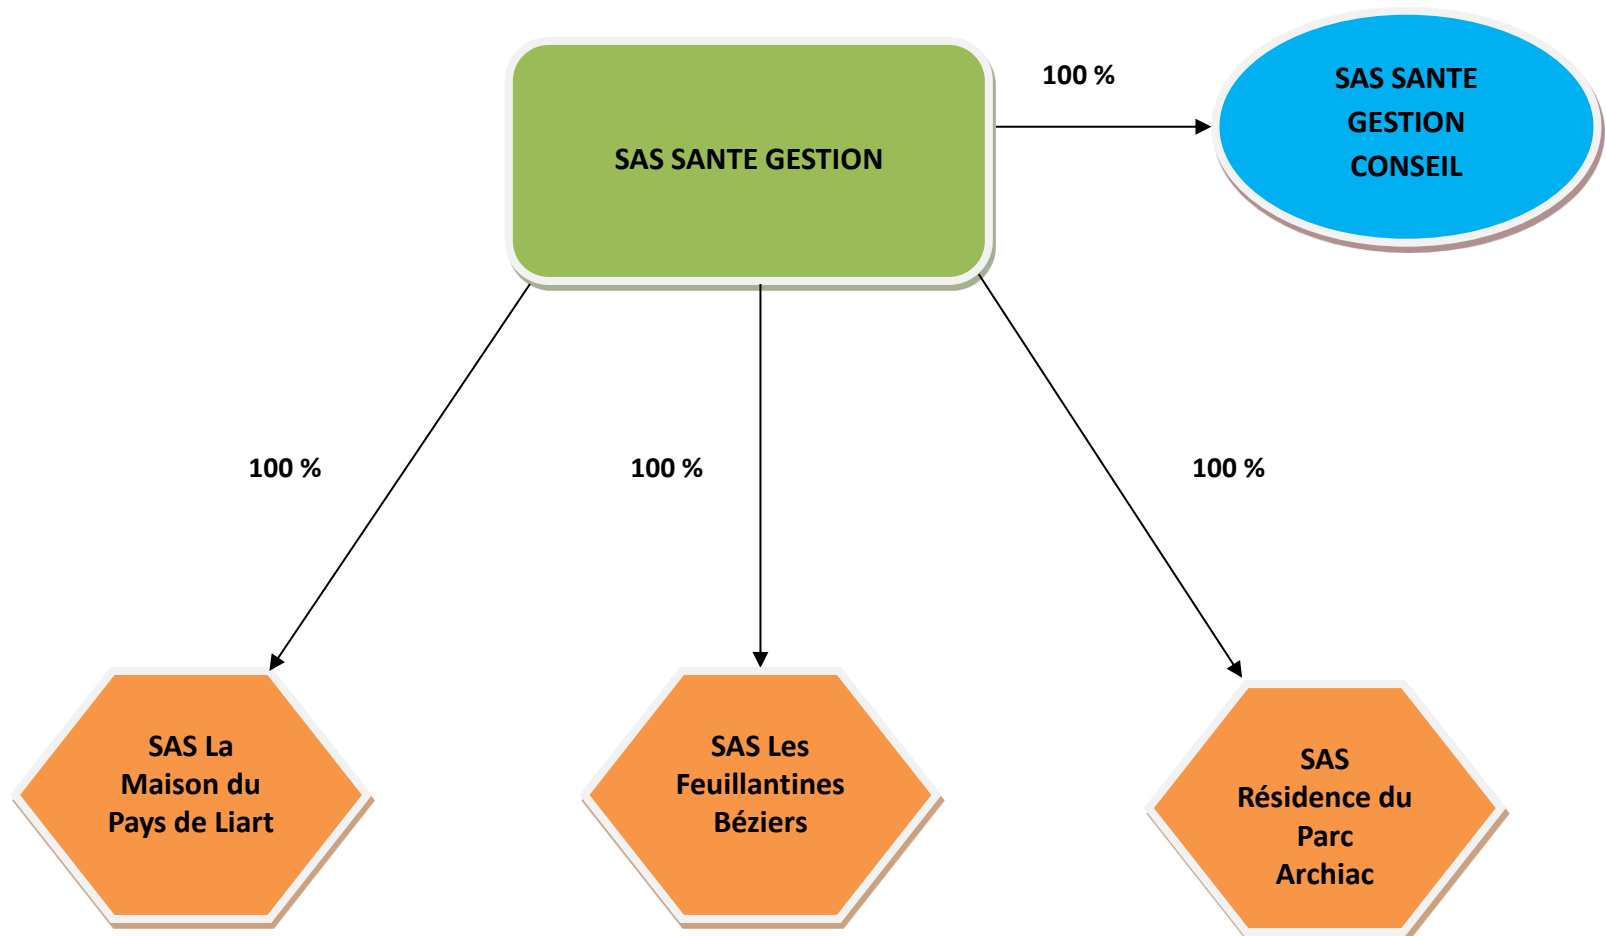 100 %
SAS SANTE
GESTION
CONSEIL
SAS SANTE GESTION
100 %
100 %
100 %
SAS La
Maison du
Pays de Liart
SAS Les
Feuillantines
Béziers
SAS
Résidence du
Parc
Archiac